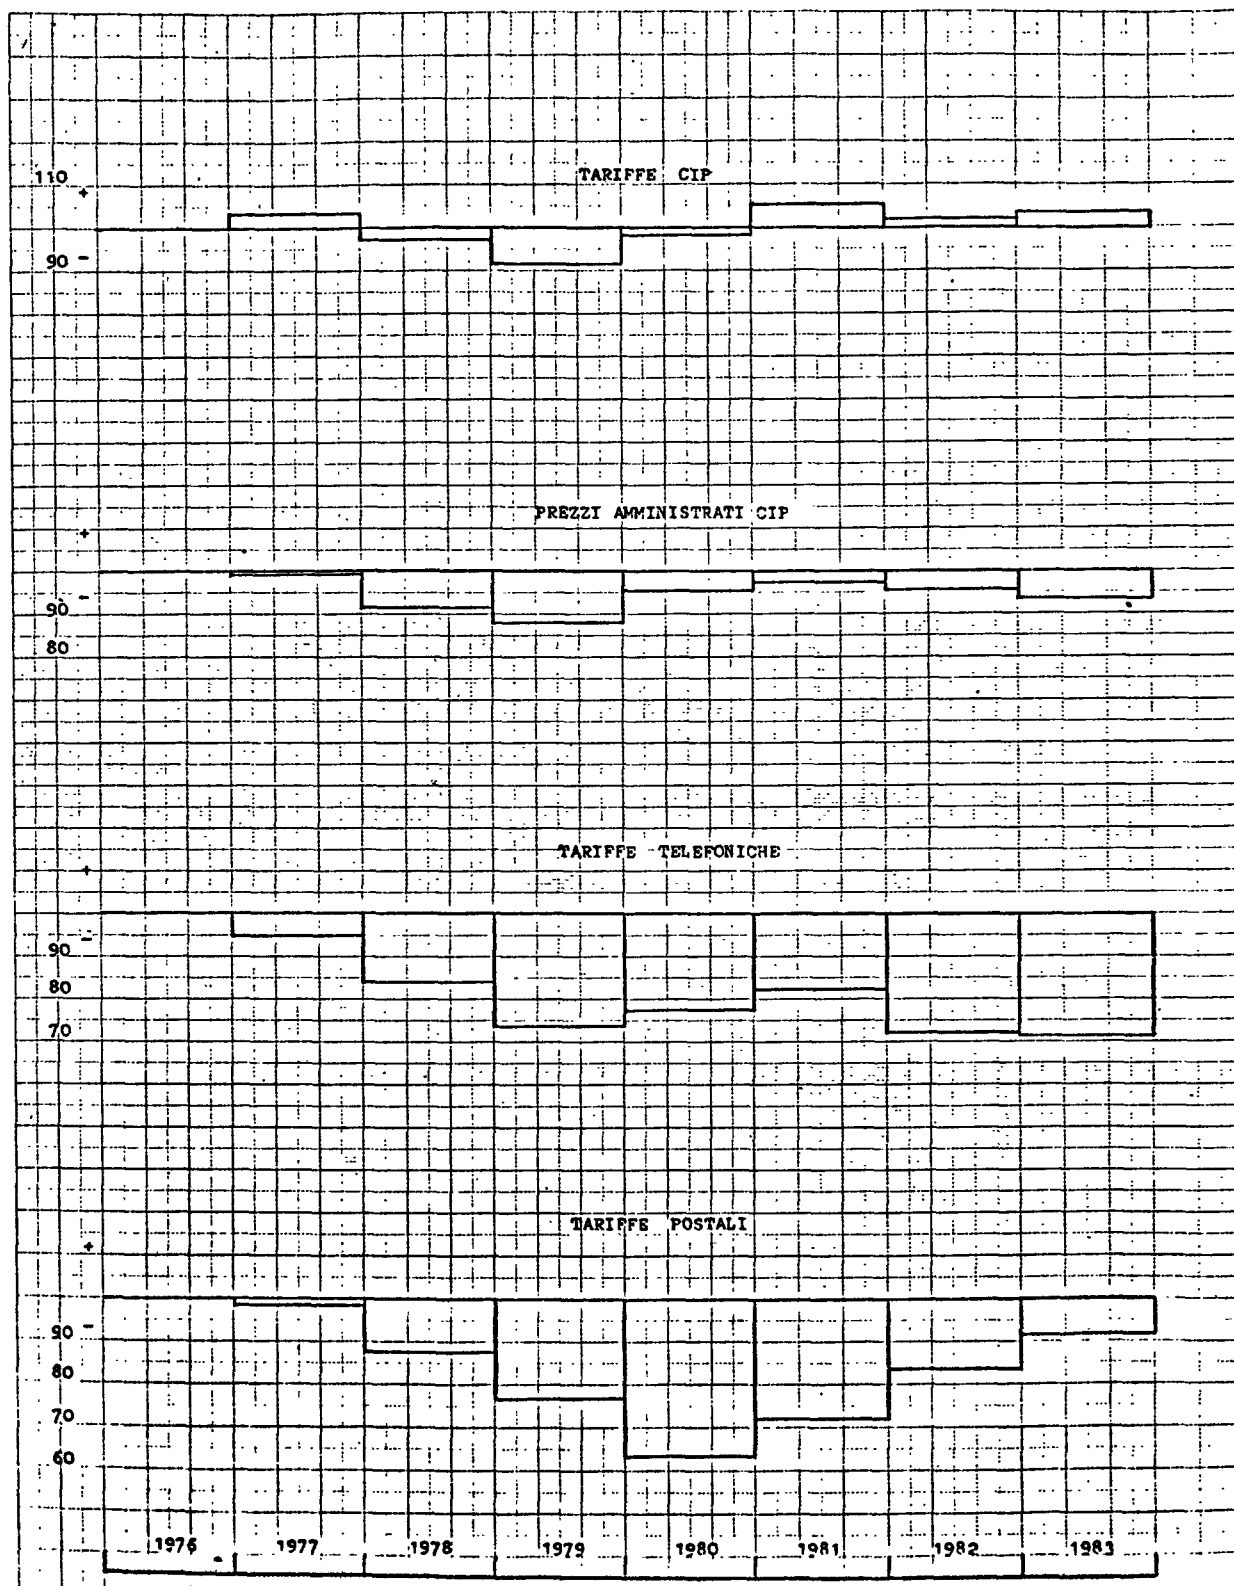 TARIFFE CIP
110 +
90 -
PREZZI AMMINISTRATI CIP
+
90 -
80
TARIFFE TELEFONICHE
+
90 -
80
70
TARIFFE POSTALI
+
90 -
80
70
60
1976 1977 1978 1979 1980 1981 1982 1983